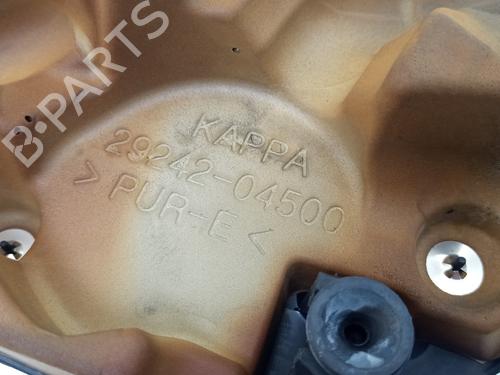 B-PARTS
KAPPA
29242-04500
> PUR-E <